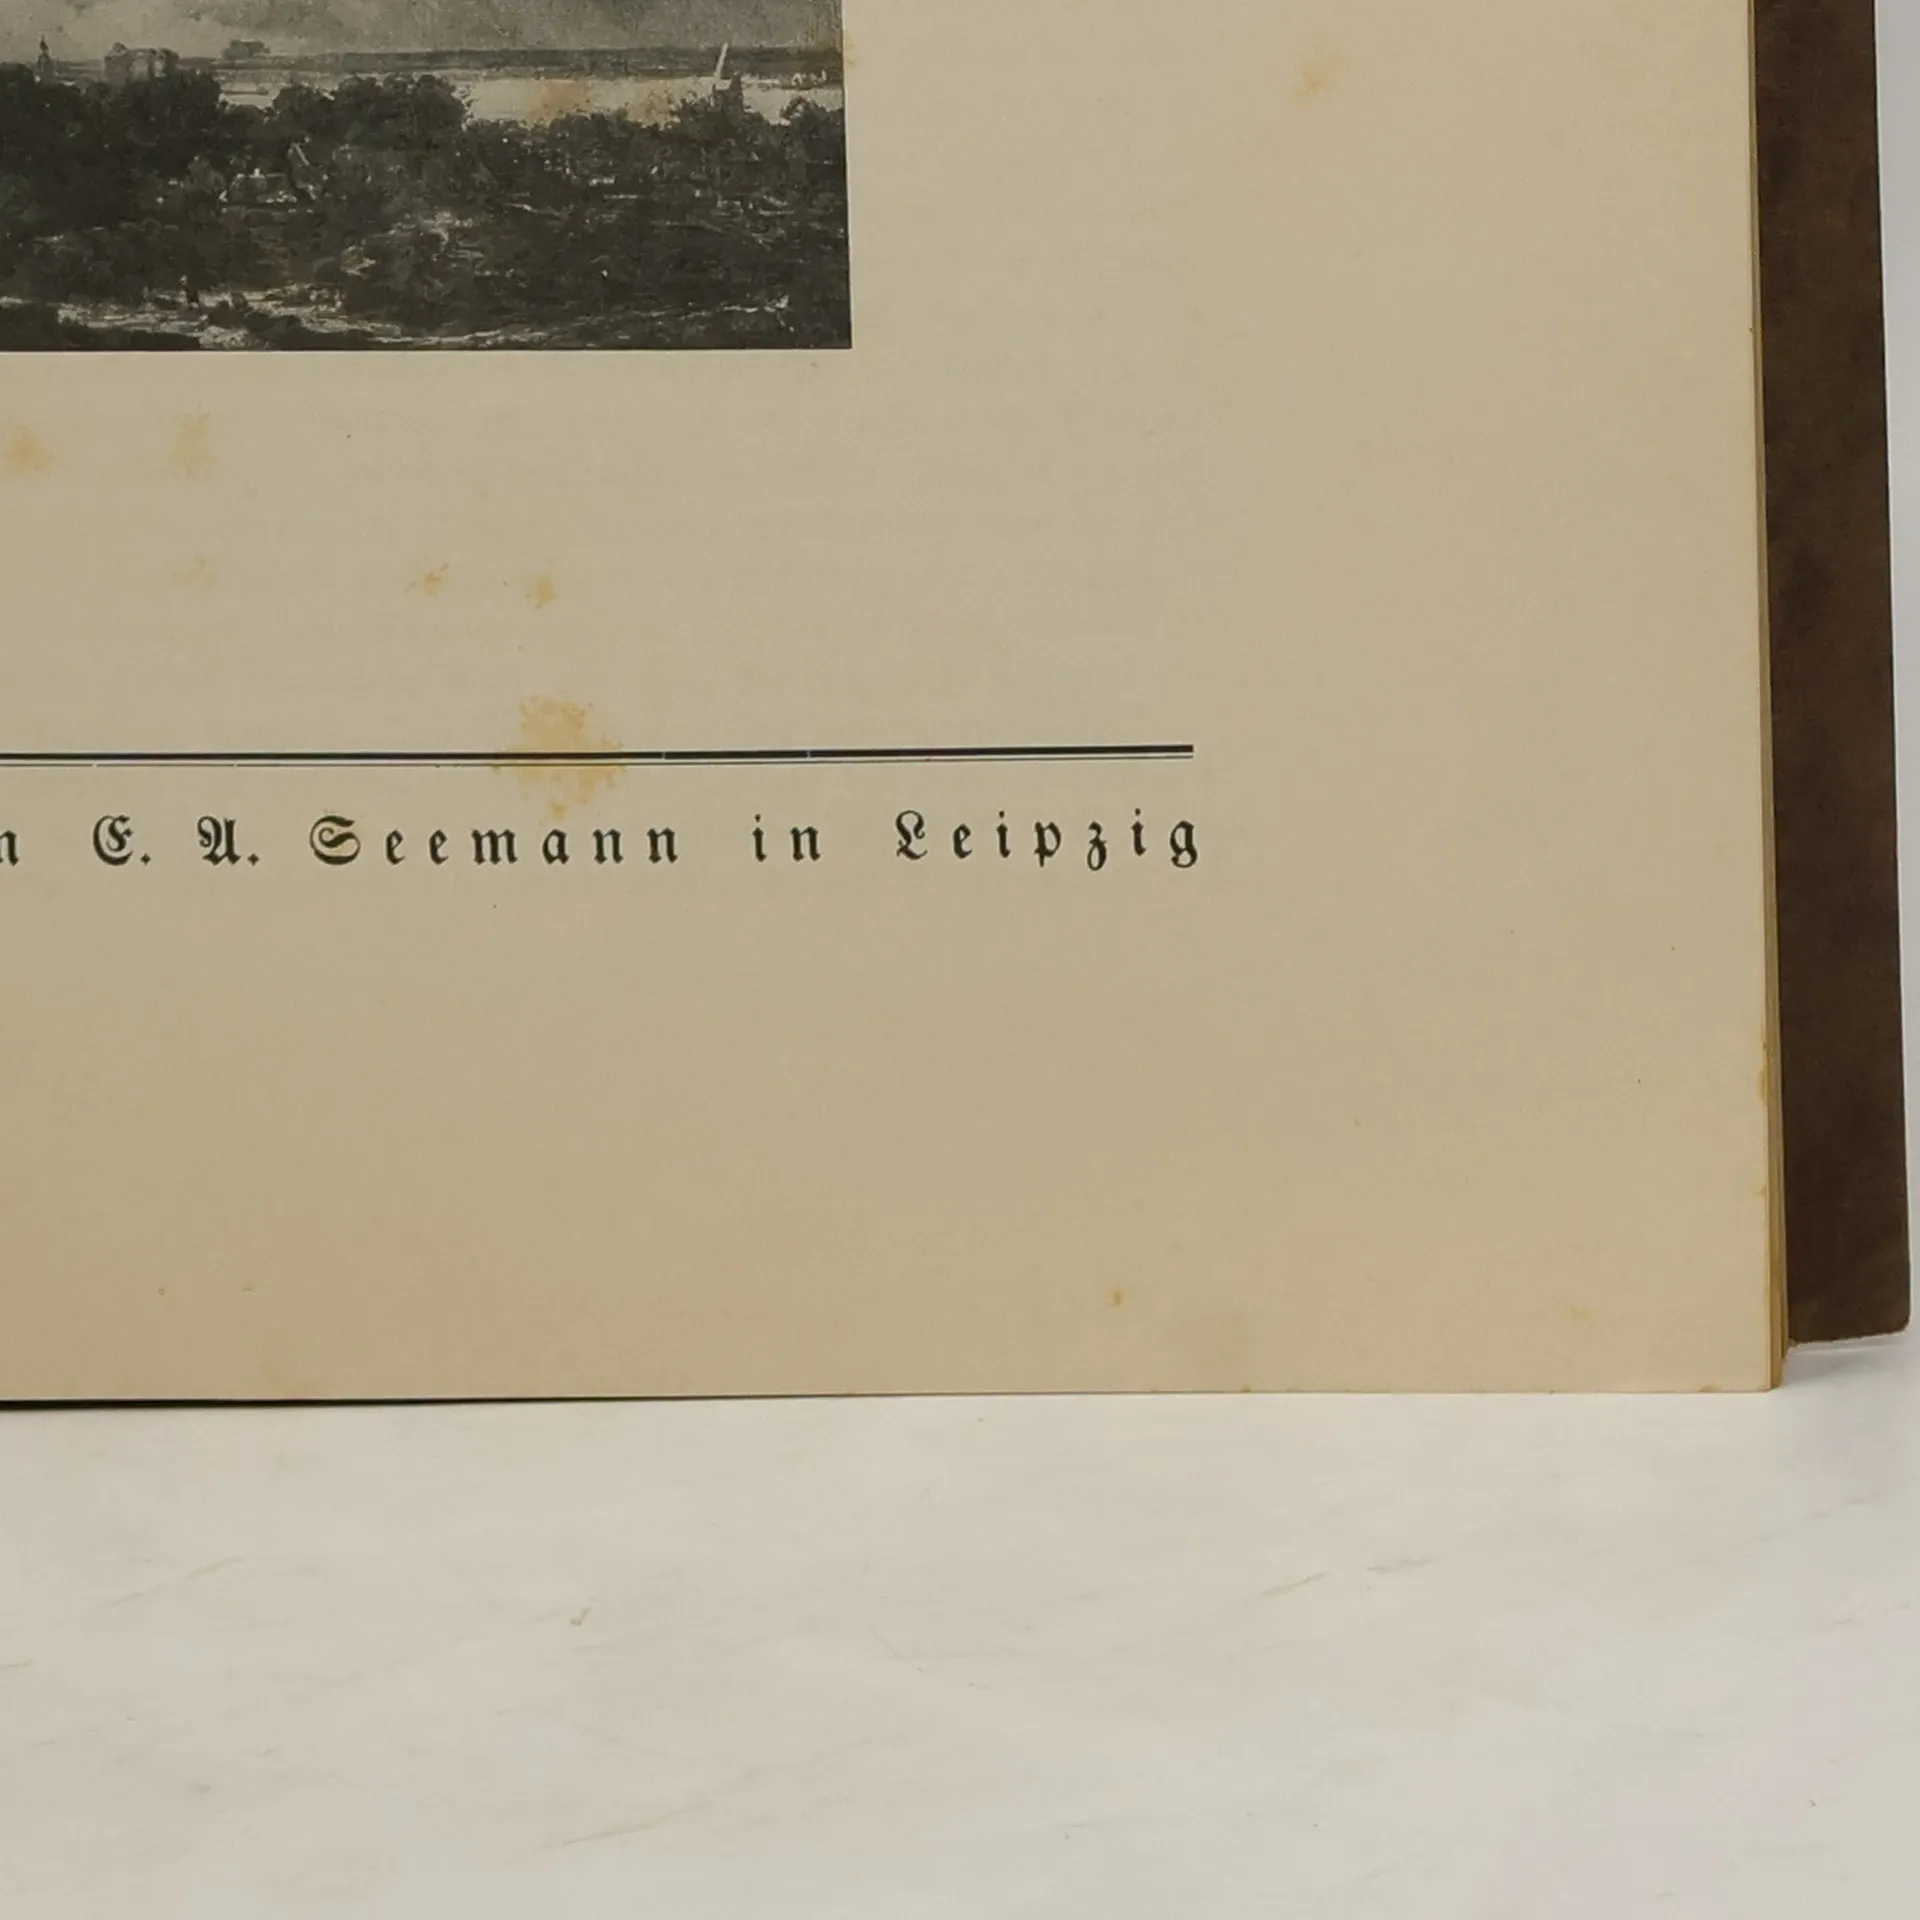 n E. A. Seemann in Leipzig